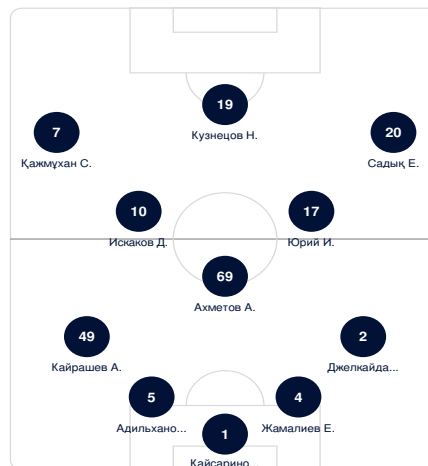 19
Кузнецов Н.
7
Қажмұхан С.
20
Садық Е.
10
Искаков Д.
17
Юрий И.
69
Ахметов А.
49
Кайрашев А.
2
Джелкайда...
5
Адильхано...
4
Жамалиев Е.
1
Кайсарино...